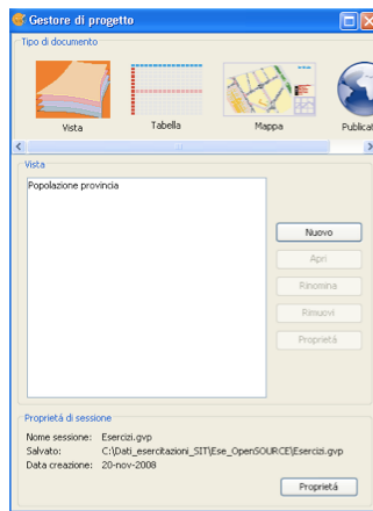 Gestore di progetto
Tipo di documento
Vista
Tabella
Mappa
Vista
Popolazione provincia
Nuovo
Apri
Rinomina
Rimuovi
Proprietà
Proprietà di sessione
Nome sessione: Esercizi.gvp
Salvato: C:\Dati_esercitazioni_SIT\Ese_OpenSOURCE\Esercizi.gvp
Data creazione: 20-nov-2008
Proprietà